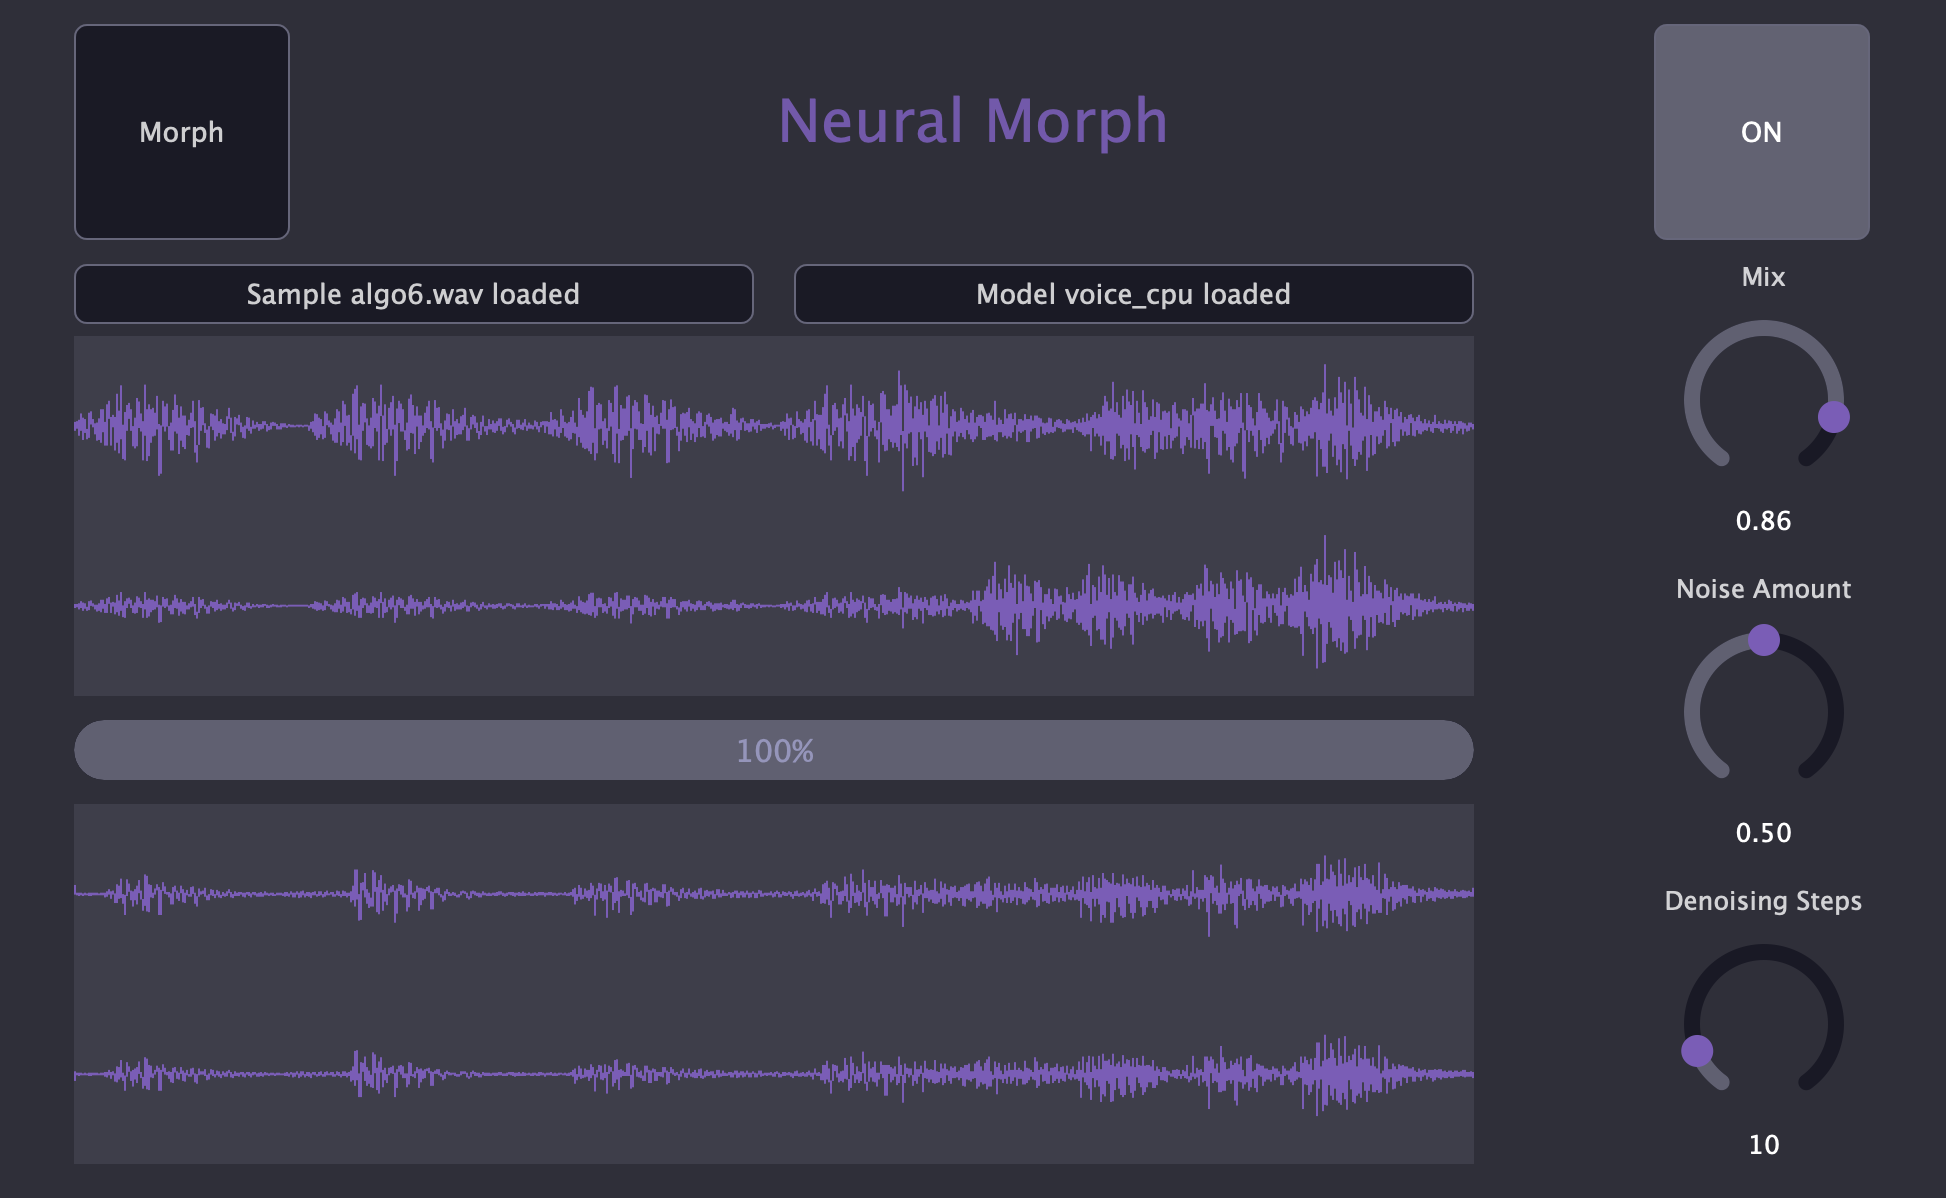 Morph
Neural Morph
ON
Sample algo6.wav loaded
Model voice_cpu loaded
Mix
0.86
Noise Amount
0.50
100%
Denoising Steps
10